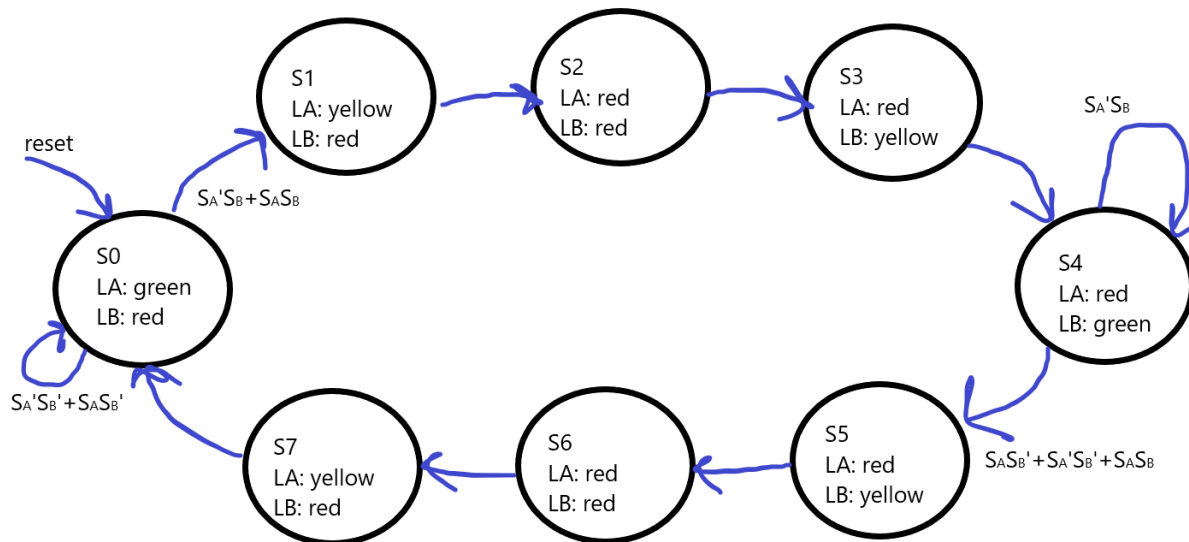 reset
S0
LA: green
LB: red
SA'SB'+SASB'
SA'SB+SASB
S1
LA: yellow
LB: red
S2
LA: red
LB: red
S3
LA: red
LB: yellow
SA'SB
S4
LA: red
LB: green
SASB'+SA'SB'+SASB
S5
LA: red
LB: yellow
S6
LA: red
LB: red
S7
LA: yellow
LB: red